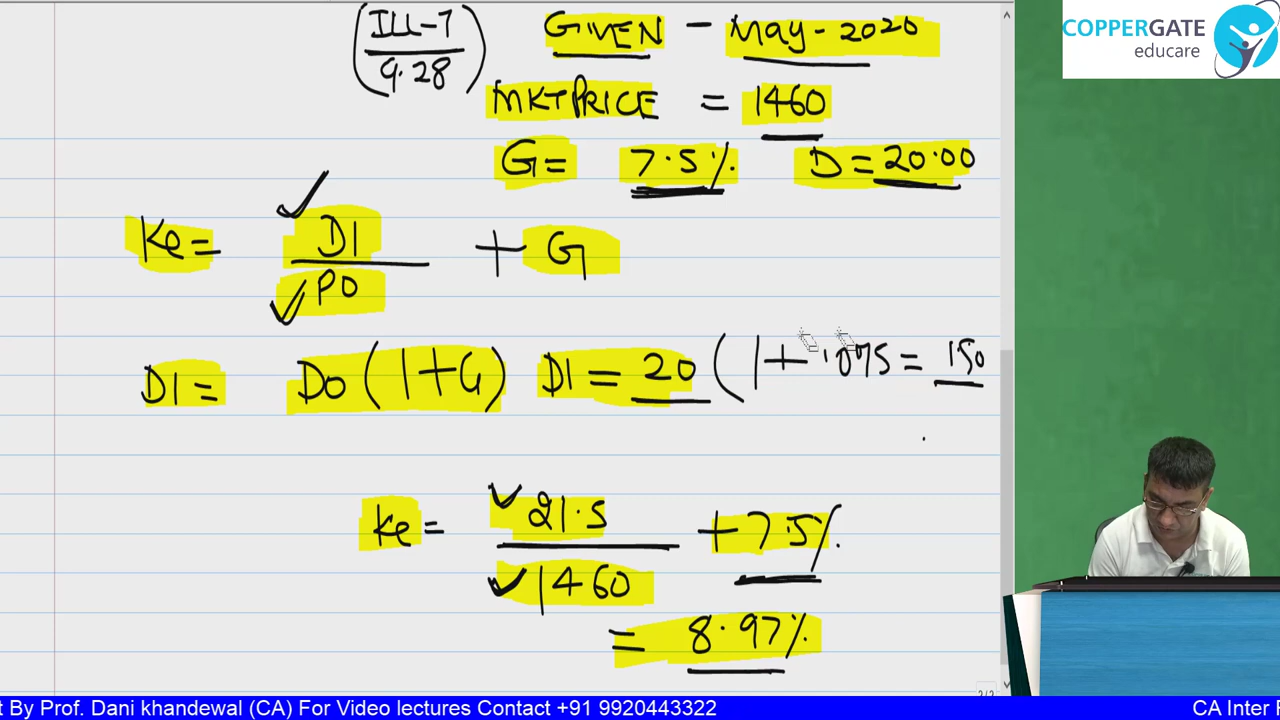 (ILL-7 / 9.28) GIVEN - May-2020
COPPERGATE
educare
MKT PRICE = 1460
G = 7.5% D = 20.00
Ke = D1 / P0 + G
D1 = D0 (1+G) D1 = 20 (1+.075 = 150
Ke = 21.5 / 1460 + 7.5%
= 8.97%
t By Prof. Dani khandewal (CA) For Video lectures Contact +91 9920443322 CA Inter F